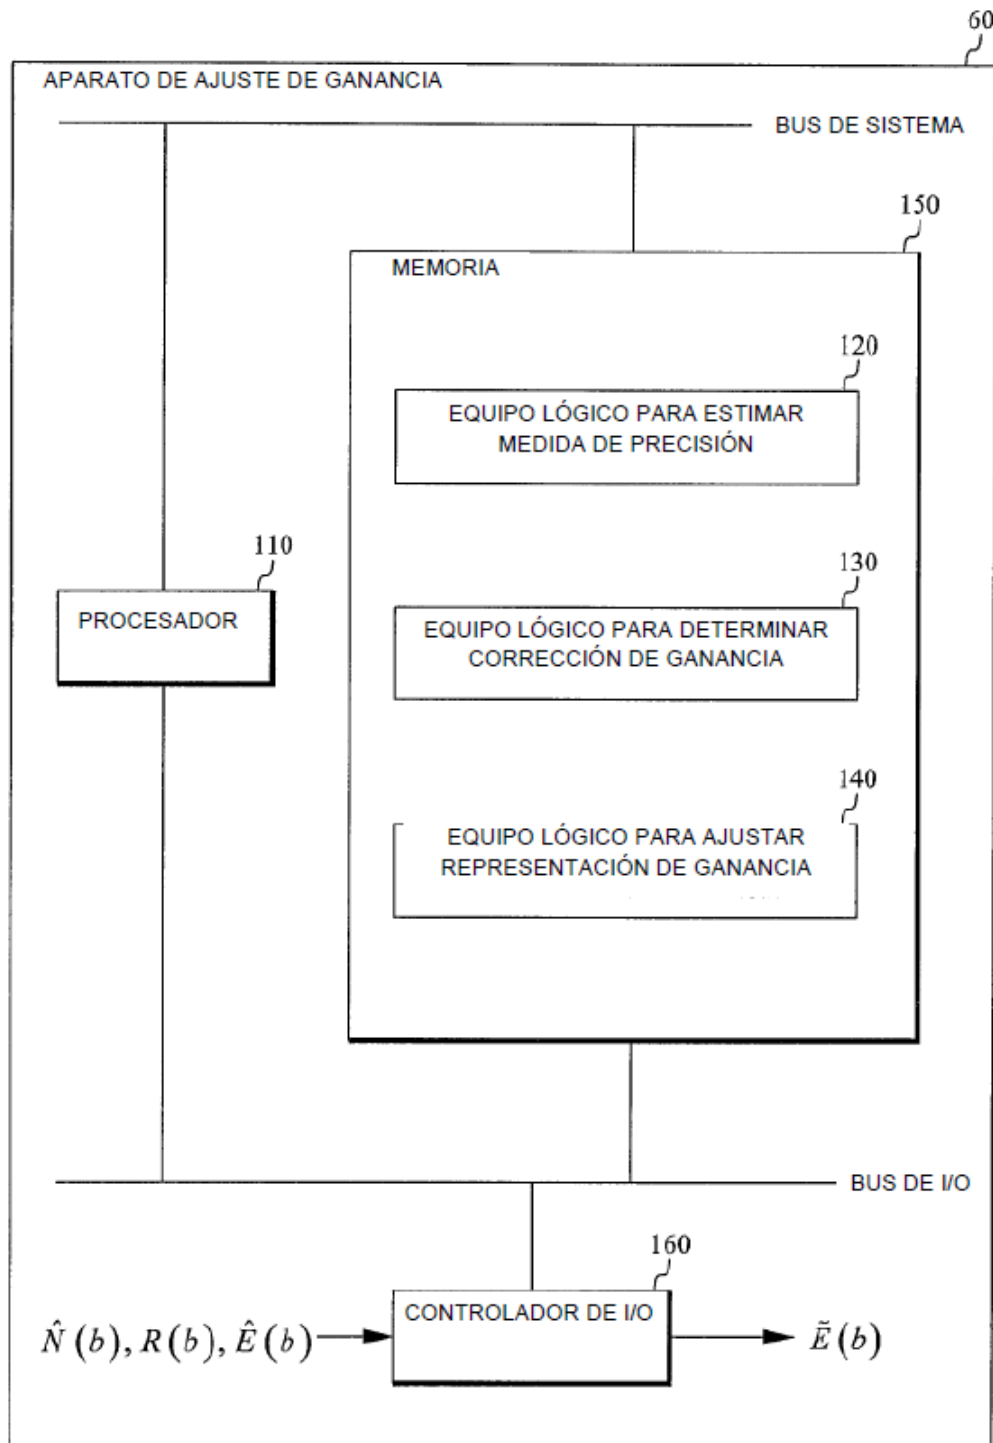 60
APARATO DE AJUSTE DE GANANCIA
BUS DE SISTEMA
150
MEMORIA
120
EQUIPO LÓGICO PARA ESTIMAR
MEDIDA DE PRECISIÓN
110
PROCESADOR
130
EQUIPO LÓGICO PARA DETERMINAR
CORRECCIÓN DE GANANCIA
140
EQUIPO LÓGICO PARA AJUSTAR
REPRESENTACIÓN DE GANANCIA
BUS DE I/O
160
CONTROLADOR DE I/O
N̂(b), R(b), Ê(b)
Ẽ(b)